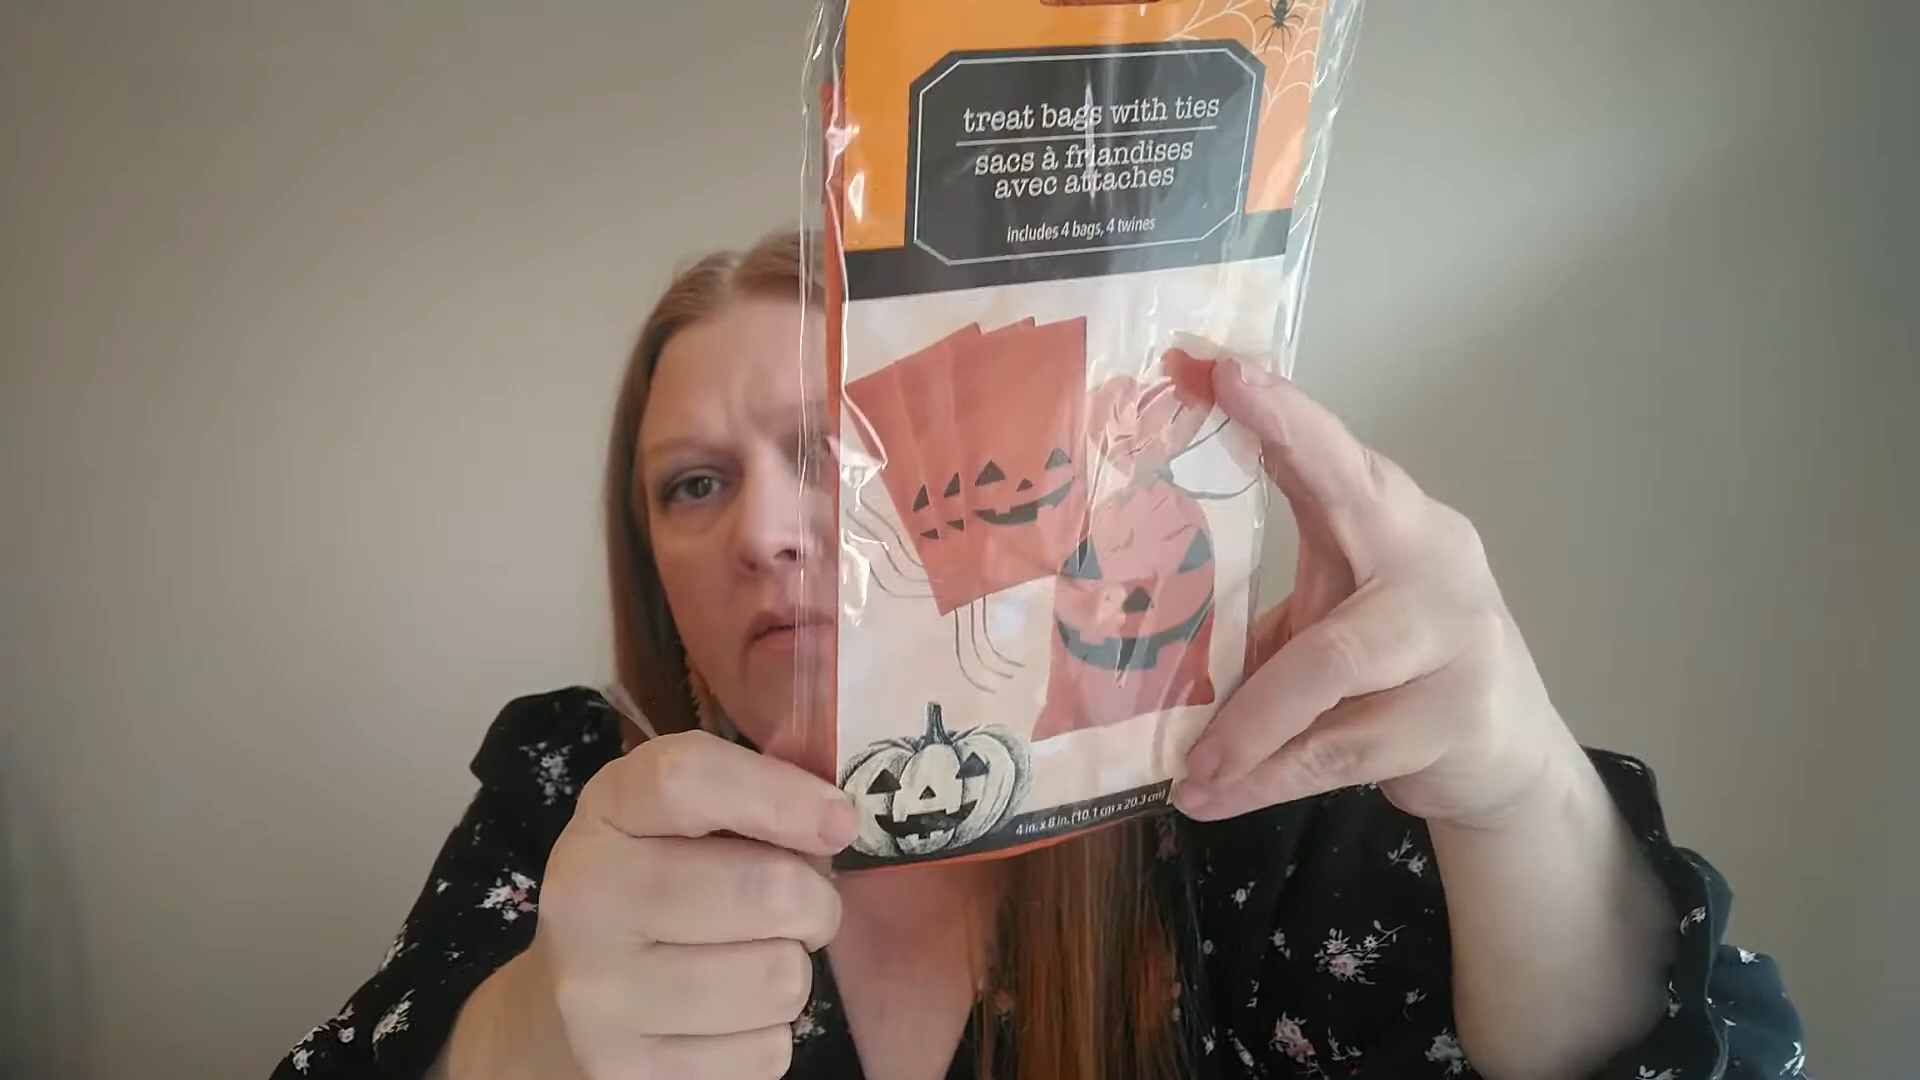 treat bags with ties
sacs à friandises
avec attaches
includes 4 bags, 4 twines
4 in. x 8 in. (10.1 cm x 20.3 cm)